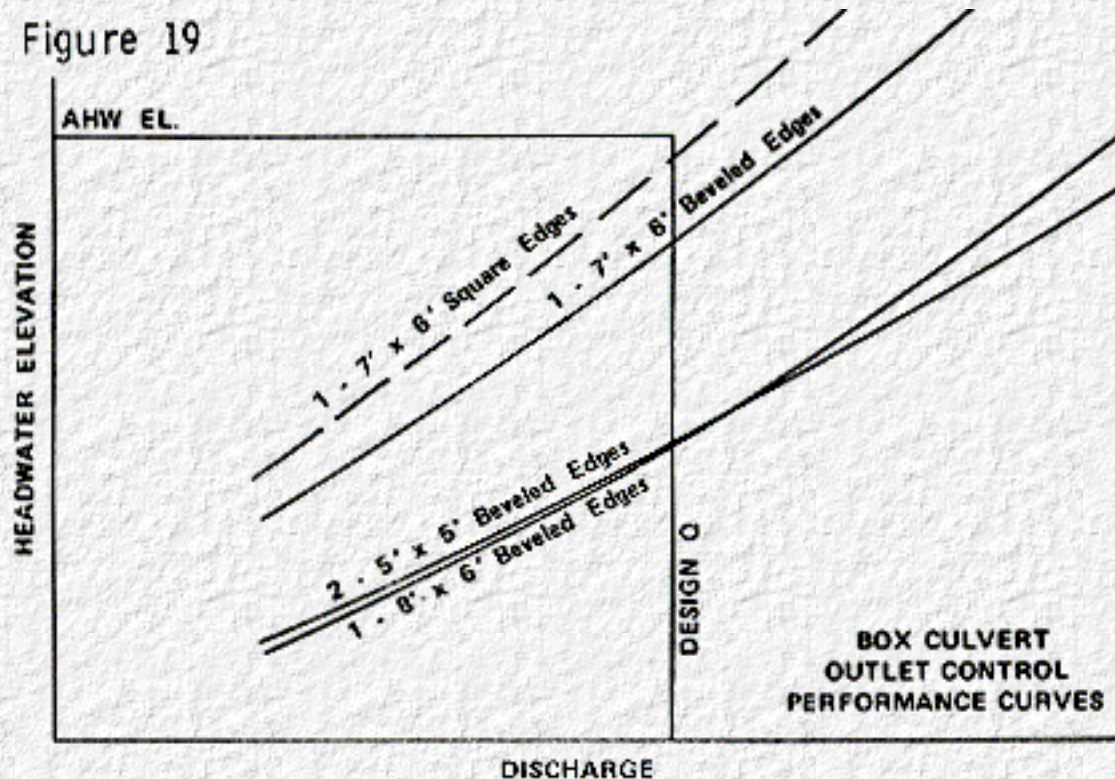 Figure 19
AHW EL.
HEADWATER ELEVATION
1 - 7' x 6' Square Edges
1 - 7' x 6' Beveled Edges
2 - 5' x 5' Beveled Edges
1 - 8' x 6' Beveled Edges
DESIGN Q
BOX CULVERT
OUTLET CONTROL
PERFORMANCE CURVES
DISCHARGE